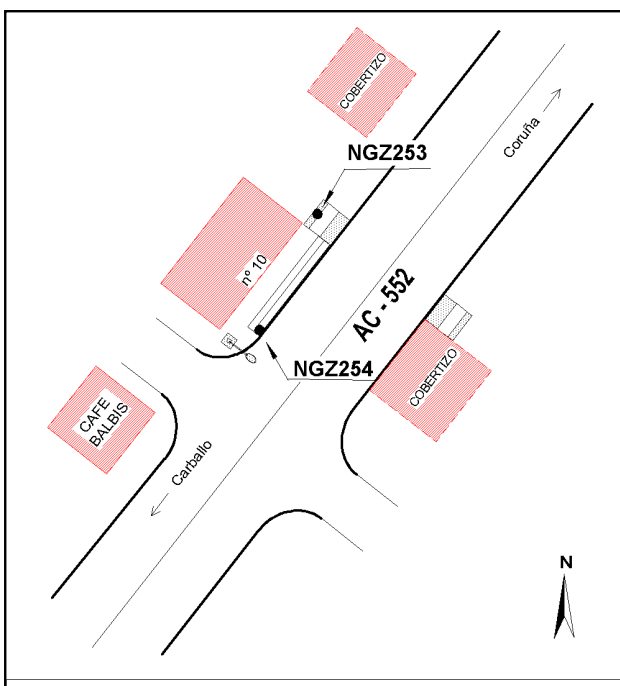 COBERTIZO
Coruña
NGZ253
nº 10
AC - 552
NGZ254
COBERTIZO
CAFE
BALBIS
Carballo
N